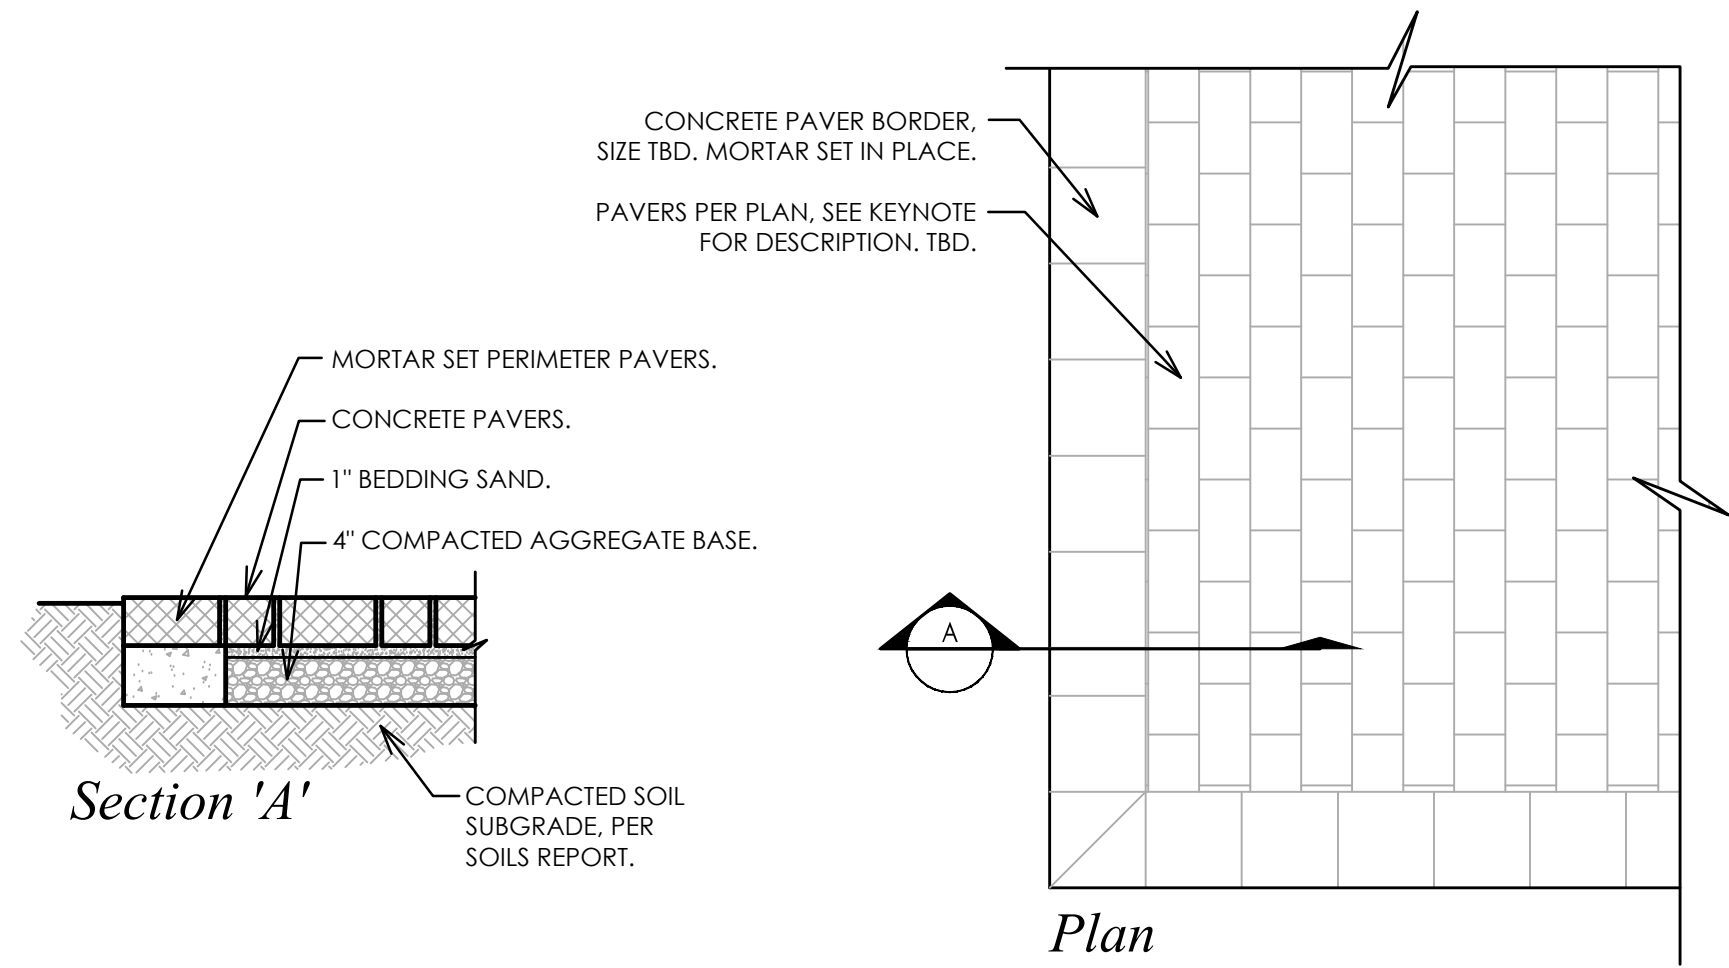 CONCRETE PAVER BORDER,
SIZE TBD. MORTAR SET IN PLACE.
PAVERS PER PLAN, SEE KEYNOTE
FOR DESCRIPTION. TBD.
MORTAR SET PERIMETER PAVERS.
CONCRETE PAVERS.
1" BEDDING SAND.
4" COMPACTED AGGREGATE BASE.
COMPACTED SOIL
SUBGRADE, PER
SOILS REPORT.
Section 'A'
A
Plan